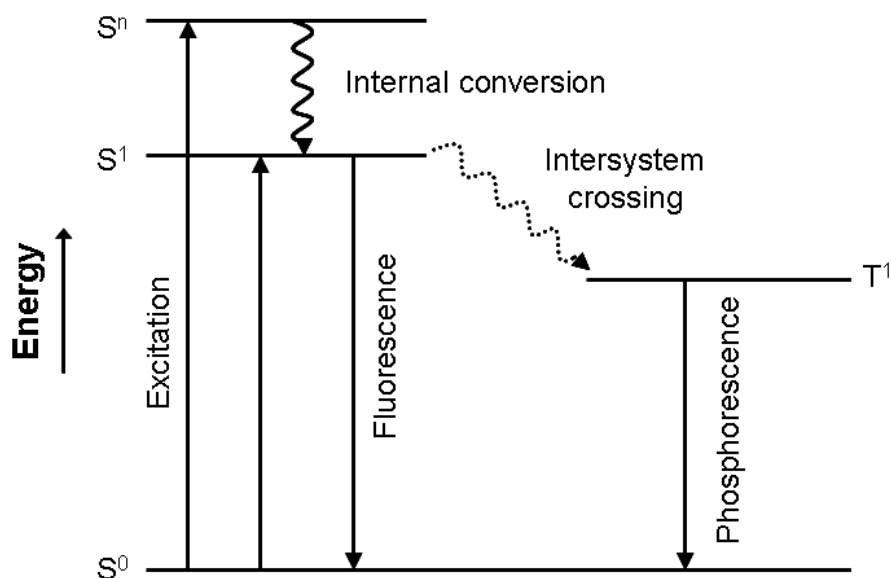 Sⁿ
Internal conversion
S¹
Intersystem
crossing
T¹
Energy
Excitation
Fluorescence
Phosphorescence
S⁰